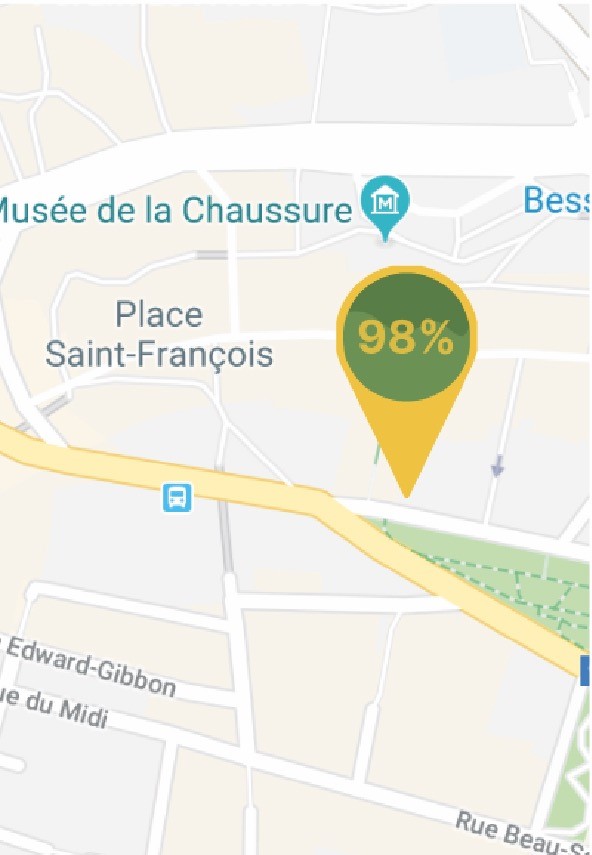 Musée de la Chaussure
M
Bess
98%
Place
Saint-François
Edward-Gibbon
ue du Midi
Rue Beau-S